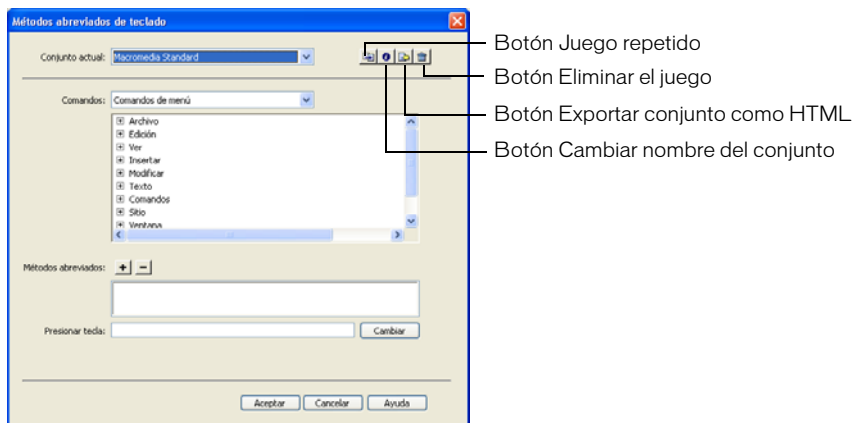 Métodos abreviados de teclado
Conjunto actual: Macromedia Standard
Botón Juego repetido
Botón Eliminar el juego
Botón Exportar conjunto como HTML
Botón Cambiar nombre del conjunto
Comandos: Comandos de menú
Archivo
Edición
Ver
Insertar
Modificar
Texto
Comandos
Sitio
Ventana
Métodos abreviados:
Presionar tecla:
Cambiar
Aceptar Cancelar Ayuda